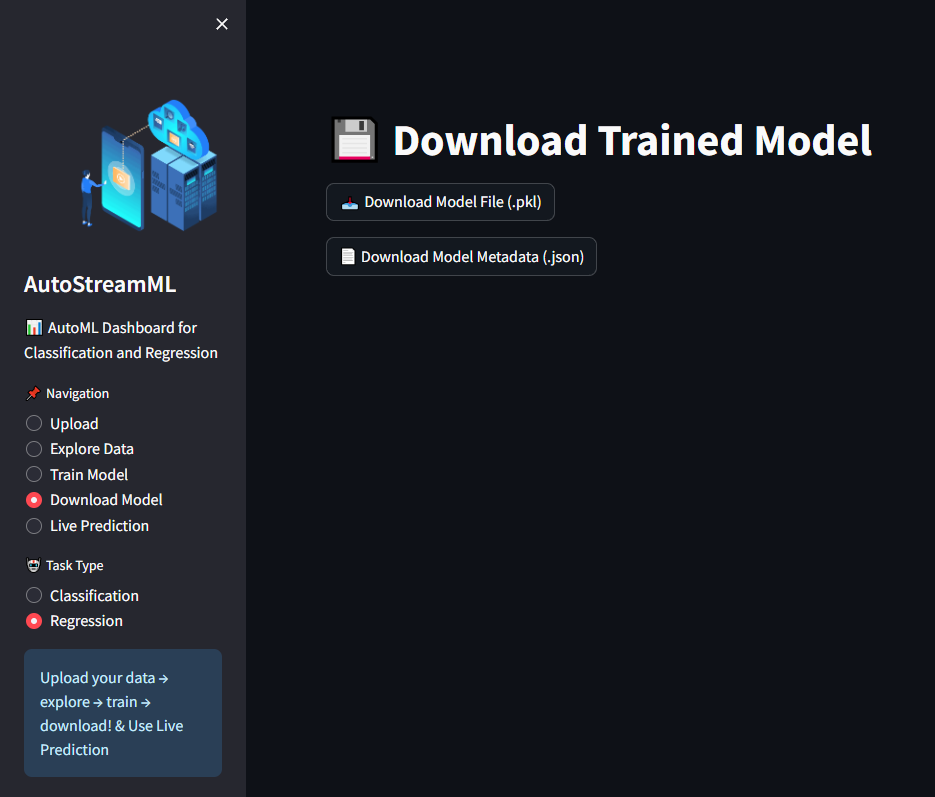 AutoStreamML
📊 AutoML Dashboard for
Classification and Regression
📌 Navigation
Upload
Explore Data
Train Model
Download Model
Live Prediction
🤖 Task Type
Classification
Regression
Upload your data →
explore → train →
download! & Use Live
Prediction
💾 Download Trained Model
📥 Download Model File (.pkl)
📄 Download Model Metadata (.json)